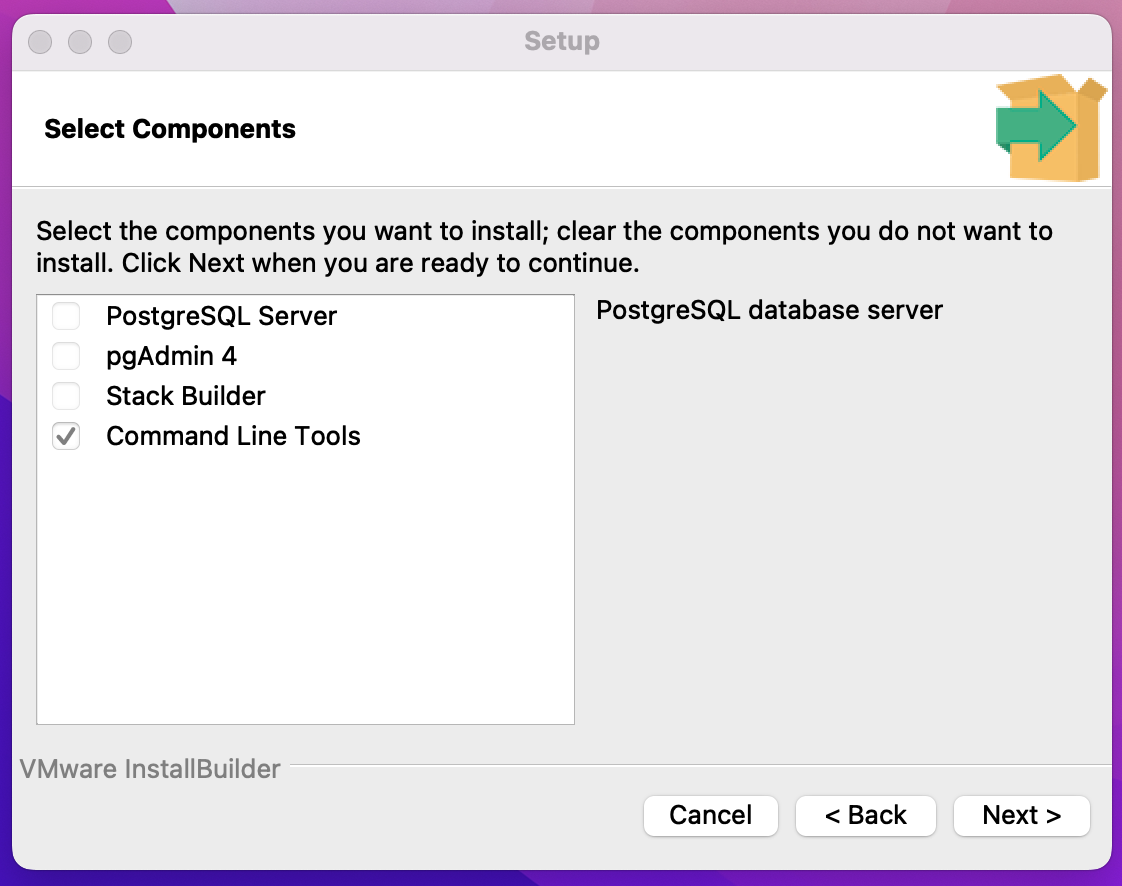 Setup
Select Components
Select the components you want to install; clear the components you do not want to
install. Click Next when you are ready to continue.
PostgreSQL Server
pgAdmin 4
Stack Builder
Command Line Tools
PostgreSQL database server
VMware InstallBuilder
Cancel
< Back
Next >